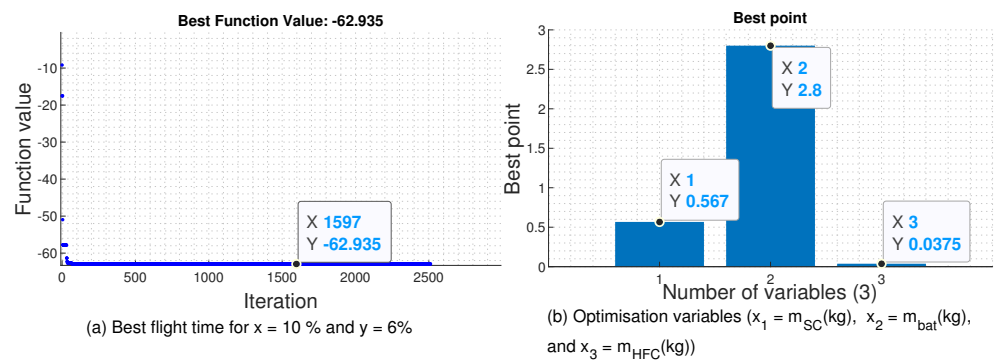 Best Function Value: -62.935
-10
-20
-30
-40
-50
-60
0
500
1000
1500
2000
2500
Function value
X 1597
Y -62.935
Iteration
(a) Best flight time for x = 10 % and y = 6%
Best point
3
2.5
2
1.5
1
0.5
0
Best point
X 2
Y 2.8
X 1
Y 0.567
X 3
Y 0.0375
1
2
3
Number of variables (3)
(b) Optimisation variables (x₁ = m_SC(kg), x₂ = m_bat(kg),
and x₃ = m_HFC(kg))